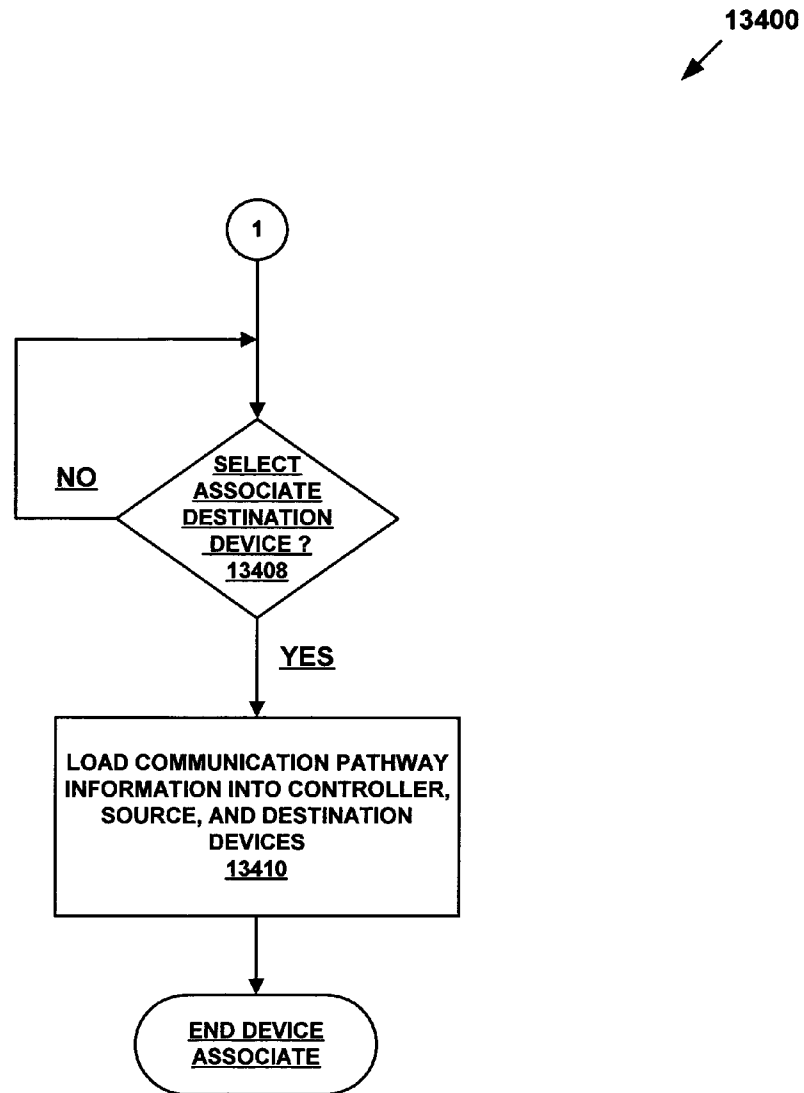 13400
1
SELECT
ASSOCIATE
DESTINATION
DEVICE ?
13408
NO
YES
LOAD COMMUNICATION PATHWAY
INFORMATION INTO CONTROLLER,
SOURCE, AND DESTINATION
DEVICES
13410
END DEVICE
ASSOCIATE